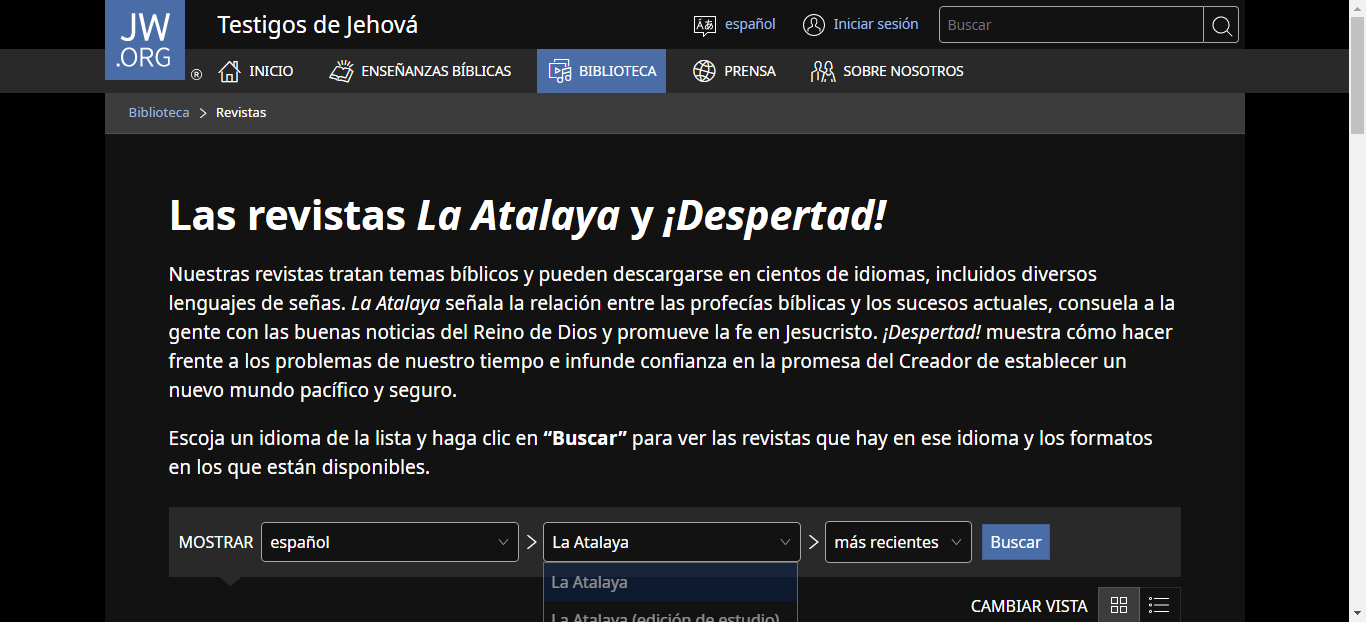 JW
.ORG
®
Testigos de Jehová
español
Iniciar sesión
Buscar
INICIO
ENSEÑANZAS BÍBLICAS
BIBLIOTECA
PRENSA
SOBRE NOSOTROS
Biblioteca > Revistas
Las revistas La Atalaya y ¡Despertad!
Nuestras revistas tratan temas bíblicos y pueden descargarse en cientos de idiomas, incluidos diversos
lenguajes de señas. La Atalaya señala la relación entre las profecías bíblicas y los sucesos actuales, consuela a la
gente con las buenas noticias del Reino de Dios y promueve la fe en Jesucristo. ¡Despertad! muestra cómo hacer
frente a los problemas de nuestro tiempo e infunde confianza en la promesa del Creador de establecer un
nuevo mundo pacífico y seguro.
Escoja un idioma de la lista y haga clic en “Buscar” para ver las revistas que hay en ese idioma y los formatos
en los que están disponibles.
MOSTRAR español > La Atalaya > más recientes Buscar
La Atalaya
La Atalaya (edición de estudio)
CAMBIAR VISTA